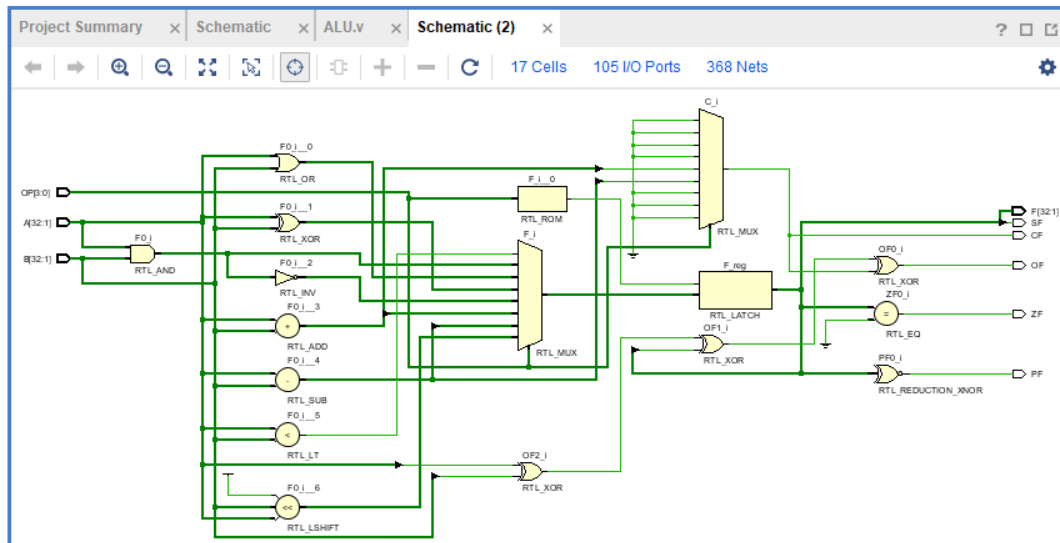 Project Summary × Schematic × ALU.v × Schematic (2) ×
17 Cells 105 I/O Ports 368 Nets
C_i
RTL_MUX
F0_i__0
RTL_OR
OP[3:0]
F_i__0
RTL_ROM
F0_i__1
RTL_XOR
A[32:1]
F0_i
RTL_AND
B[32:1]
F_i
RTL_MUX
F0_i__2
RTL_INV
F0_i__3
RTL_ADD
F0_i__4
RTL_SUB
F0_i__5
RTL_LT
F0_i__6
RTL_LSHIFT
F_reg
RTL_LATCH
OF2_i
RTL_XOR
OF1_i
RTL_XOR
OF0_i
RTL_XOR
ZF0_i
=
RTL_EQ
PF0_i
RTL_REDUCTION_XNOR
+
-
<
<<
F[32:1]
SF
CF
OF
ZF
PF